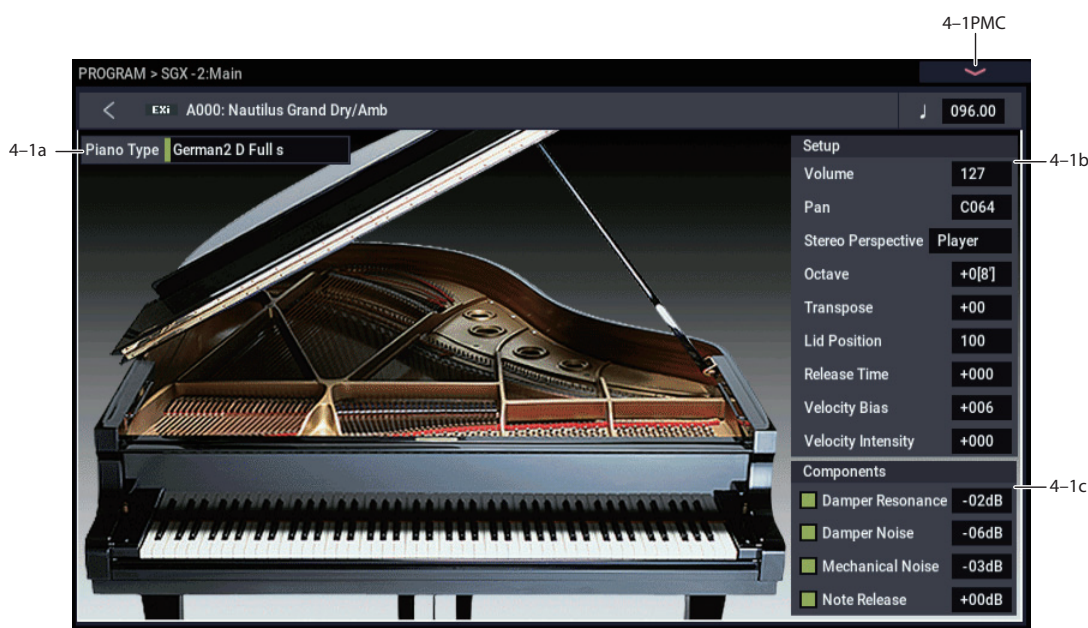 4–1PMC
PROGRAM > SGX-2:Main
EXi A000: Nautilus Grand Dry/Amb ♩ 096.00
4–1a
Piano Type German2 D Full s
Setup
4–1b
Volume 127
Pan C064
Stereo Perspective Player
Octave +0[8']
Transpose +00
Lid Position 100
Release Time +000
Velocity Bias +006
Velocity Intensity +000
Components
4–1c
Damper Resonance -02dB
Damper Noise -06dB
Mechanical Noise -03dB
Note Release +00dB